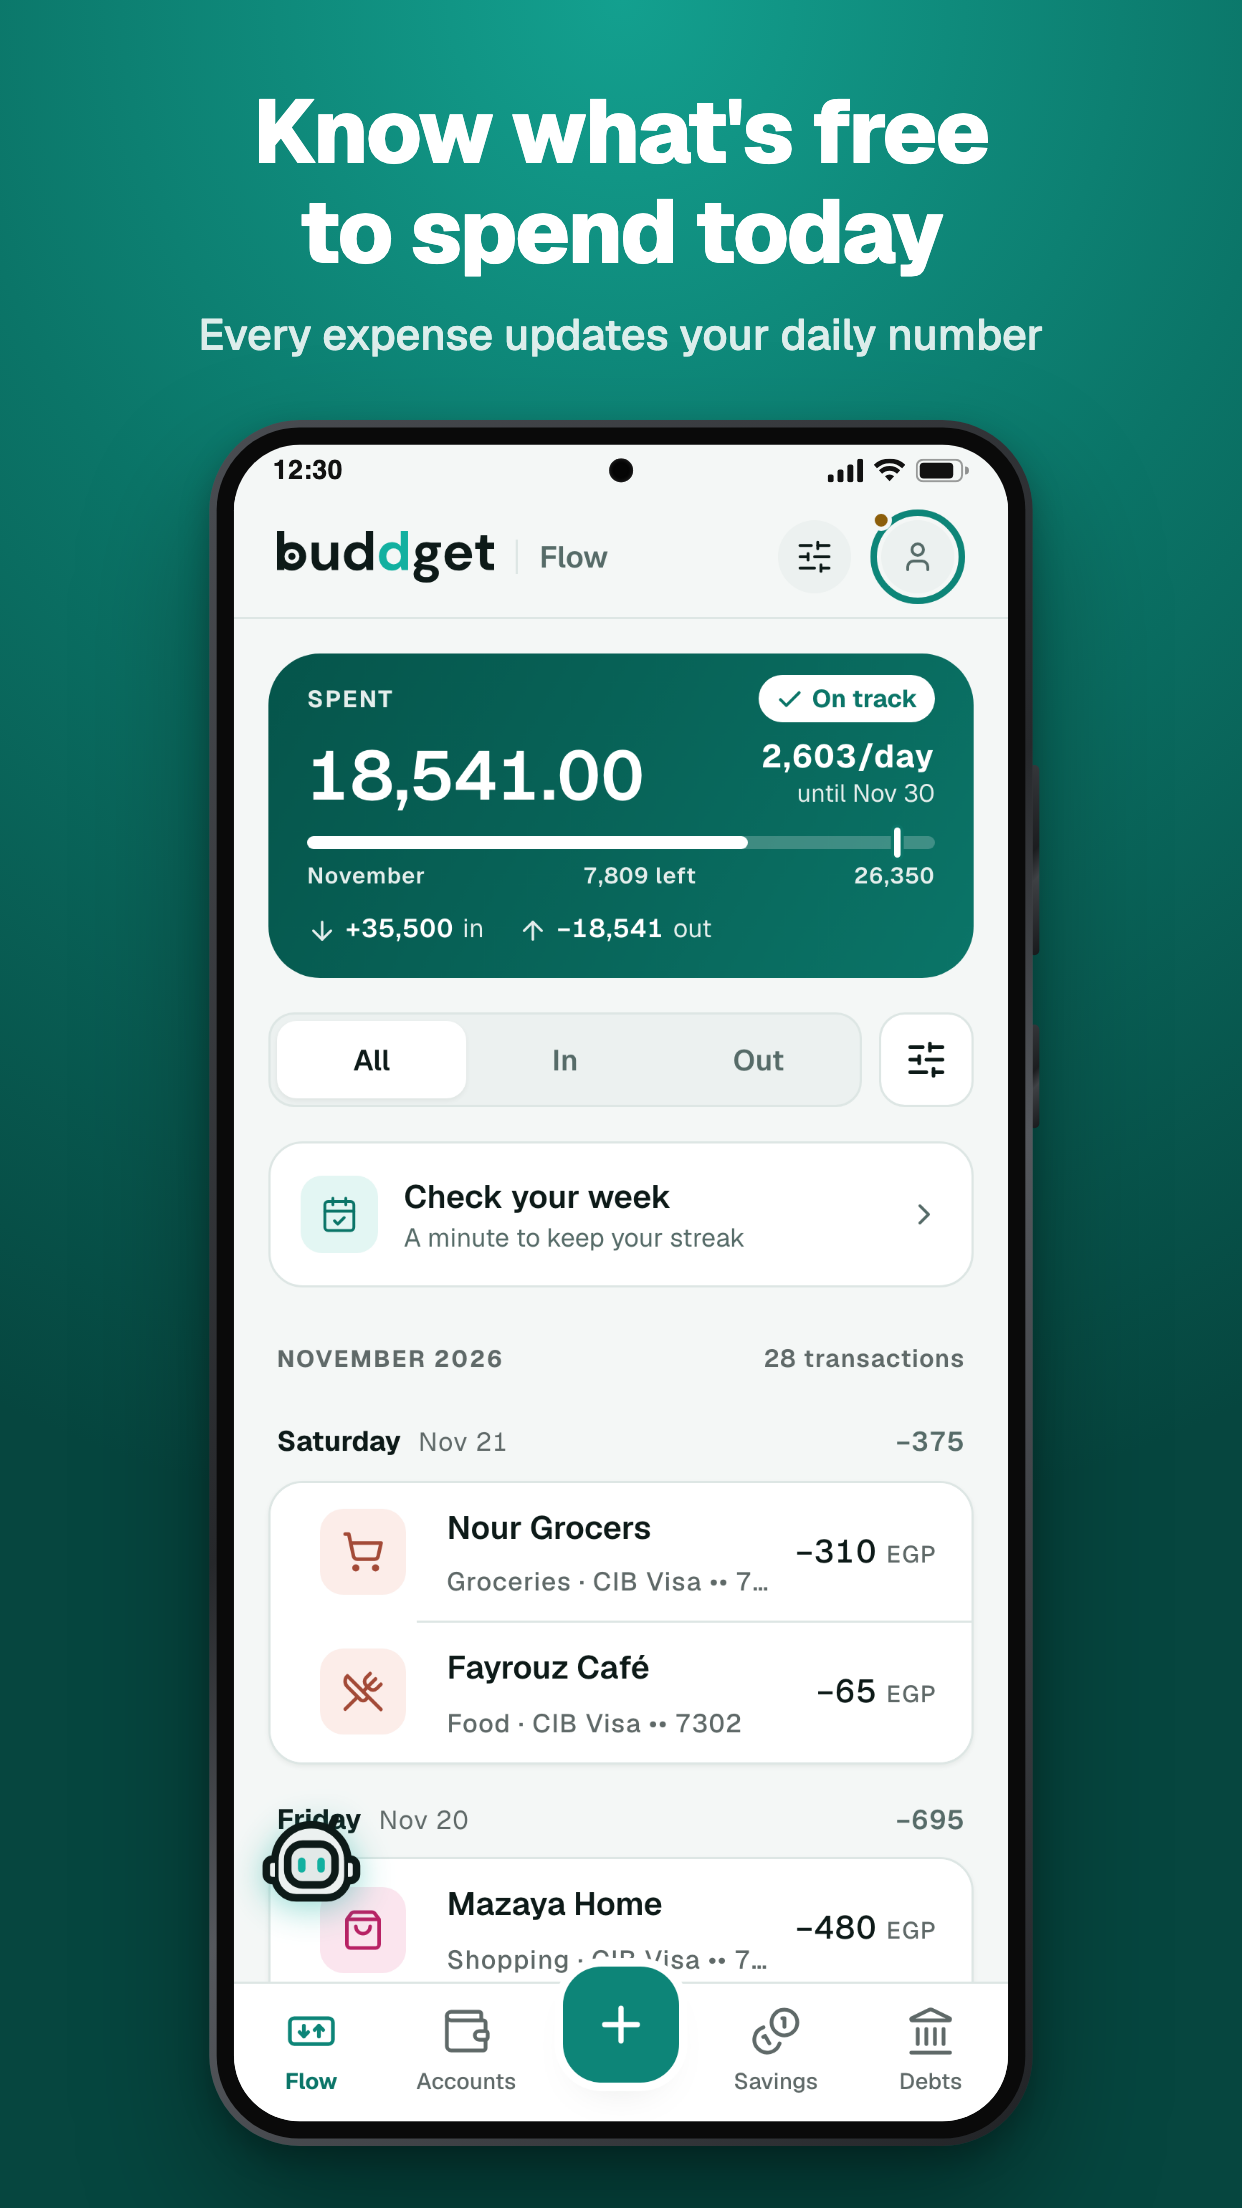 Know what's free
to spend today
Every expense updates your daily number
12:30
buddget
Flow
SPENT
On track
18,541.00
2,603/day
until Nov 30
November
7,809 left
26,350
+35,500 in
−18,541 out
All
In
Out
Check your week
A minute to keep your streak
NOVEMBER 2026
28 transactions
Saturday Nov 21
−375
Nour Grocers
−310 EGP
Groceries · CIB Visa •• 7...
Fayrouz Café
−65 EGP
Food · CIB Visa •• 7302
Friday Nov 20
−695
Mazaya Home
−480 EGP
Shopping · CIB Visa •• 7...
Flow
Accounts
Savings
Debts